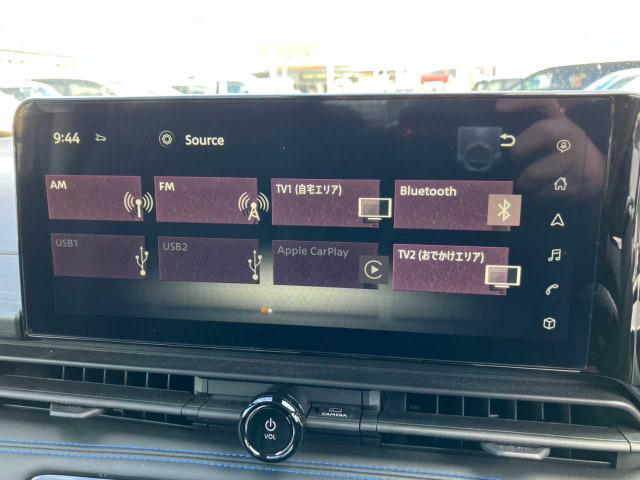 9:44
Source
AM
FM
TV1 (自宅エリア)
Bluetooth
USB1
USB2
Apple CarPlay
TV2 (おでかけエリア)
VOL
CAMERA